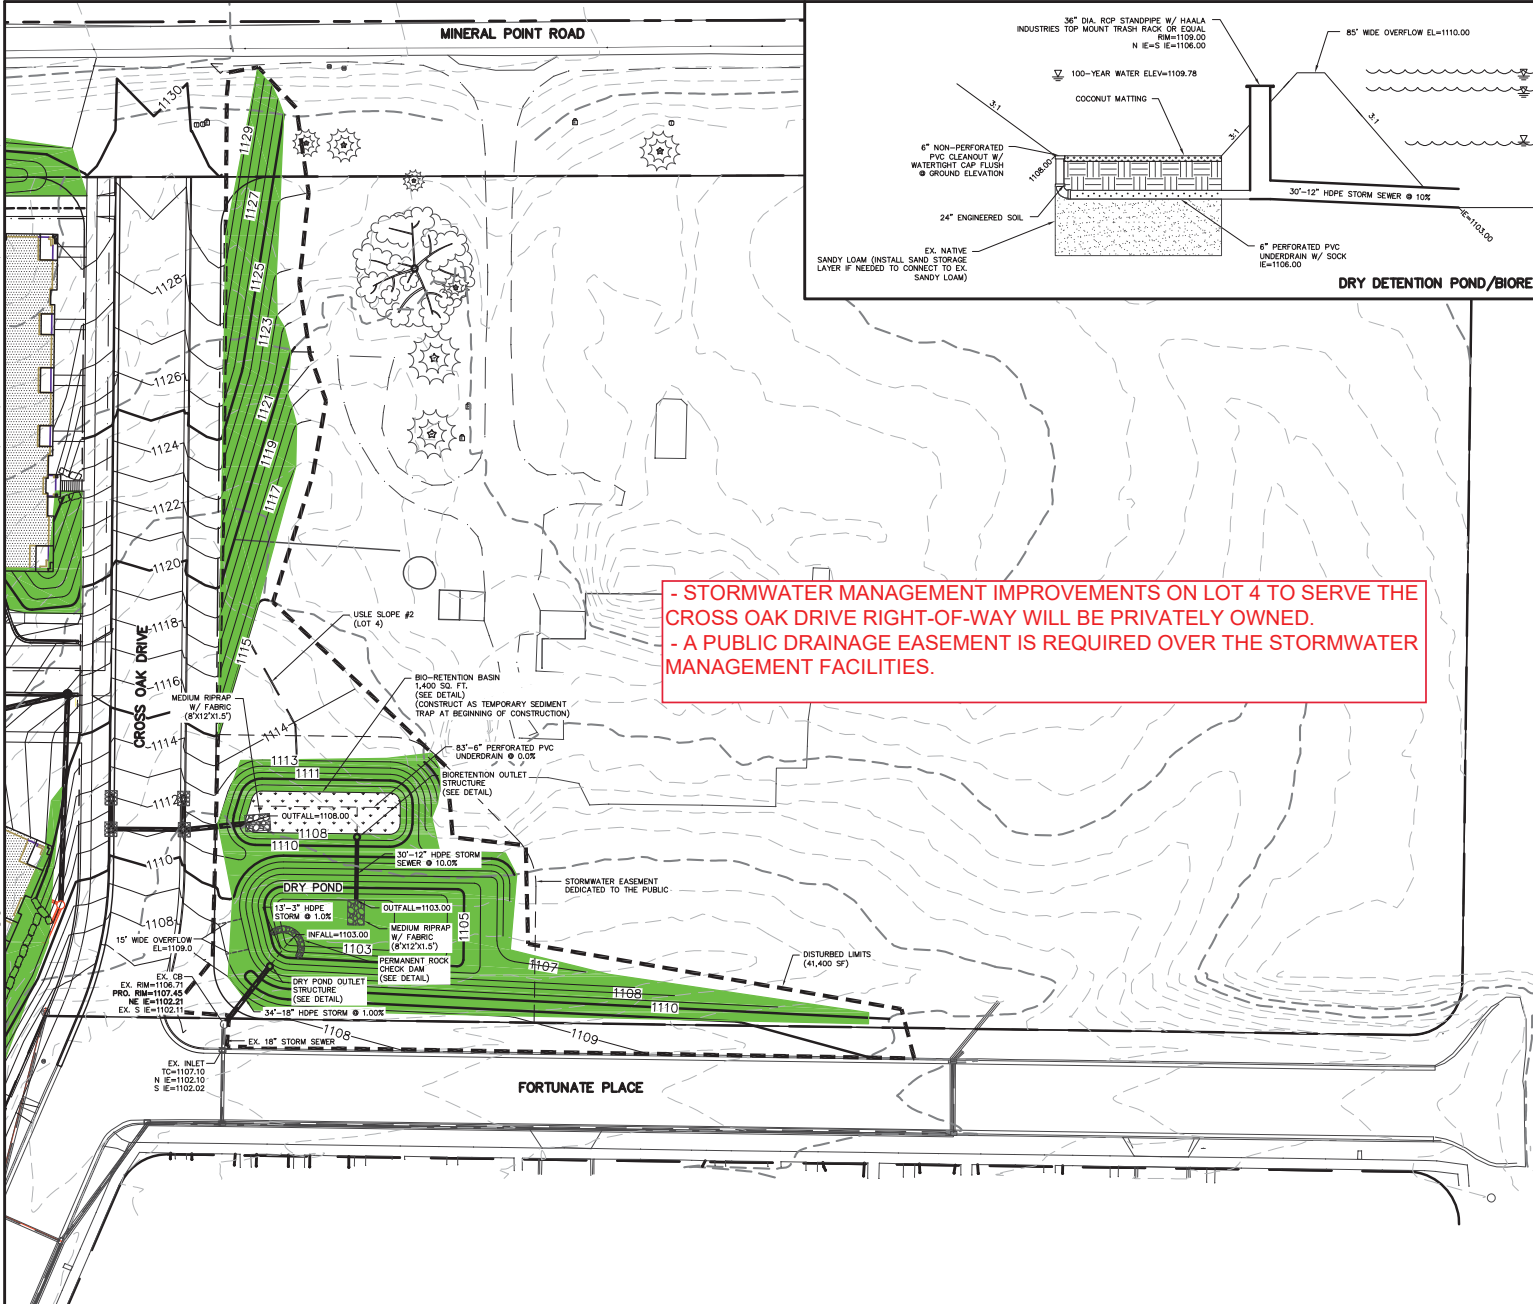 MINERAL POINT ROAD
36" DIA. RCP STANDPIPE W/ HAALA
INDUSTRIES TOP MOUNT TRASH RACK OR EQUAL
RIM=1109.00
N IE=S IE=1106.00
85' WIDE OVERFLOW EL=1110.00
100-YEAR WATER ELEV=1109.78
COCONUT MATTING
3:1
3:1
3:1
6" NON-PERFORATED
PVC CLEANOUT W/
WATERTIGHT CAP FLUSH
@ GROUND ELEVATION
1108.00
24" ENGINEERED SOIL
30'-12" HDPE STORM SEWER @ 10%
IE=1103.00
EX. NATIVE
SANDY LOAM (INSTALL SAND STORAGE
LAYER IF NEEDED TO CONNECT TO EX.
SANDY LOAM)
6" PERFORATED PVC
UNDERDRAIN W/ SOCK
IE=1106.00
DRY DETENTION POND/BIORE
1130
1129
1127
1128
1125
1123
1126
1121
1124
1119
1117
1122
1120
- STORMWATER MANAGEMENT IMPROVEMENTS ON LOT 4 TO SERVE THE
CROSS OAK DRIVE RIGHT-OF-WAY WILL BE PRIVATELY OWNED.
- A PUBLIC DRAINAGE EASEMENT IS REQUIRED OVER THE STORMWATER
MANAGEMENT FACILITIES.
USLE SLOPE #2
(LOT 4)
1118
1115
CROSS OAK DRIVE
1116
BIO-RETENTION BASIN
1,400 SQ. FT.
(SEE DETAIL)
(CONSTRUCT AS TEMPORARY SEDIMENT
TRAP AT BEGINNING OF CONSTRUCTION)
MEDIUM RIPRAP
W/ FABRIC
(8'X12'X1.5')
1114
1114
83'-6" PERFORATED PVC
UNDERDRAIN @ 0.0%
1113
1111
BIORETENTION OUTLET
STRUCTURE
(SEE DETAIL)
1112
OUTFALL=1108.00
1108
1110
1110
30'-12" HDPE STORM
SEWER @ 10.0%
DRY POND
STORMWATER EASEMENT
DEDICATED TO THE PUBLIC
13'-3" HDPE
STORM @ 1.0%
OUTFALL=1103.00
1105
1108
INFALL=1103.00
MEDIUM RIPRAP
W/ FABRIC
(8'X12'X1.5')
1103
15' WIDE OVERFLOW
EL=1109.0
PERMANENT ROCK
CHECK DAM
(SEE DETAIL)
1107
DISTURBED LIMITS
(41,400 SF)
EX. CB
EX. RIM=1106.71
PRO. RIM=1107.45
NE IE=1102.21
EX. S IE=1102.11
DRY POND OUTLET
STRUCTURE
(SEE DETAIL)
1108
1110
34'-18" HDPE STORM @ 1.00%
1108
1109
EX. 18" STORM SEWER
EX. INLET
TC=1107.10
N IE=1102.10
S IE=1102.02
FORTUNATE PLACE